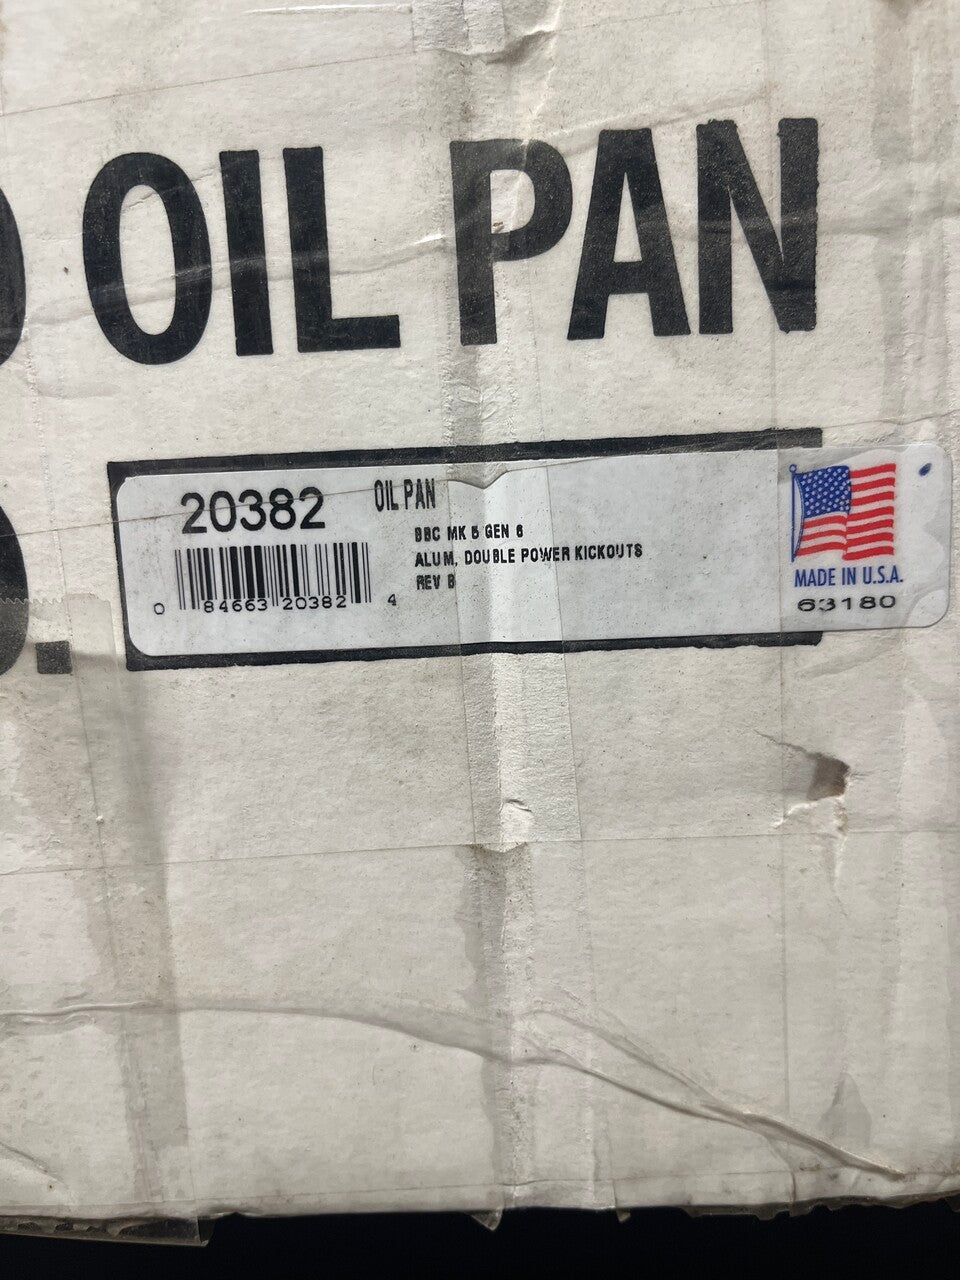 OIL PAN
20382
OIL PAN
BBC MK 5 GEN 6
ALUM, DOUBLE POWER KICKOUTS
REV B
0 84663 20382 4
MADE IN U.S.A.
63180